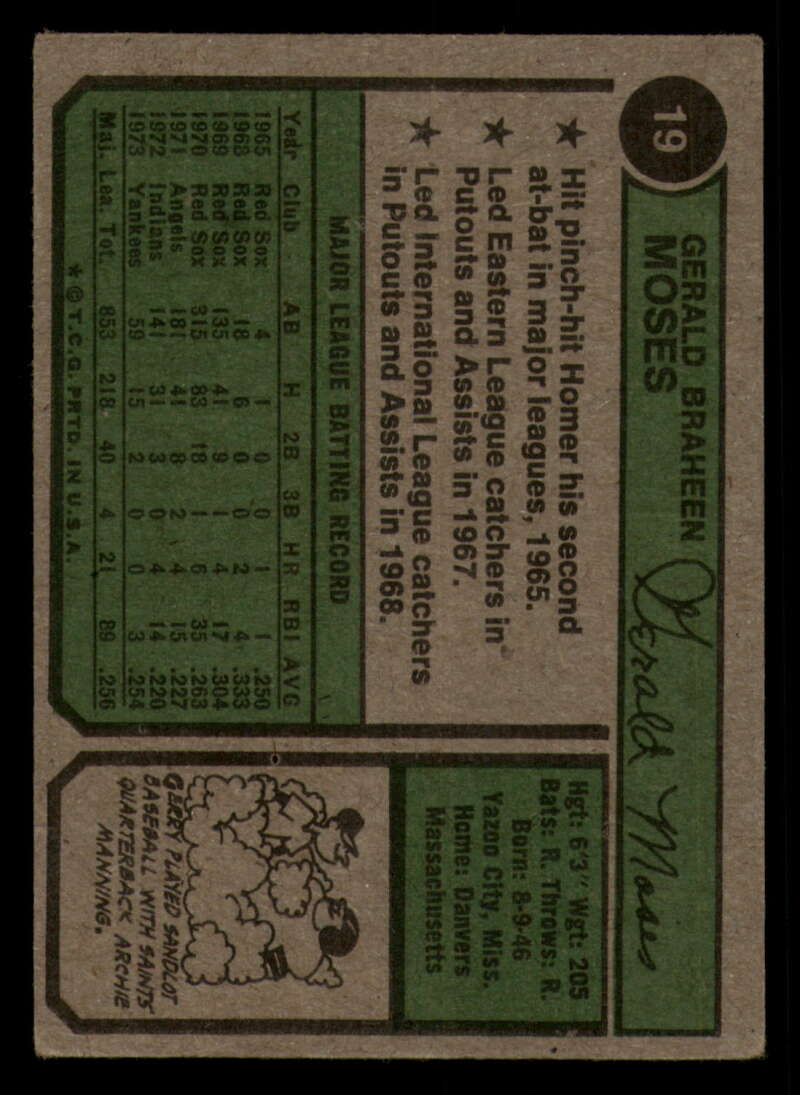 19
GERALD BRAHEEN
MOSES
Gerald Moses
★ Hit pinch-hit Homer his second
at-bat in major leagues, 1965.
★ Led Eastern League catchers in
Putouts and Assists in 1967.
★ Led International League catchers
in Putouts and Assists in 1968.
MAJOR LEAGUE BATTING RECORD
Year Club AB H 2B 3B HR RBI AVG
1965 Red Sox 4 1 0 0 1 1 .250
1968 Red Sox 18 6 0 0 2 4 .333
1969 Red Sox 135 41 9 1 4 17 .304
1970 Red Sox 315 83 18 1 6 35 .263
1971 Angels 181 41 8 2 4 15 .227
1972 Indians 141 31 3 0 4 14 .220
1973 Yankees 59 15 2 0 0 3 .254
Maj. Lea. Tot. 853 218 40 4 21 89 .256
★ © T.C.G. PRTD. IN U.S.A.
Hgt: 6'3" Wgt: 205
Bats: R. Throws: R.
Born: 8-9-46
Yazoo City, Miss.
Home: Danvers
Massachusetts
GERRY PLAYED SANDLOT
BASEBALL WITH SAINTS'
QUARTERBACK ARCHIE
MANNING.